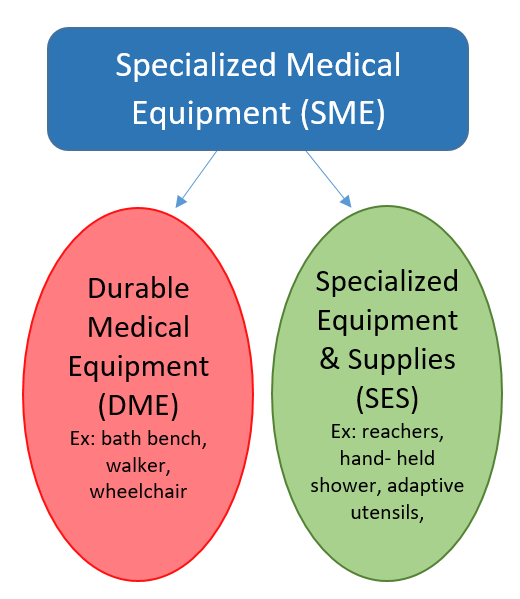 Specialized Medical
Equipment (SME)
Durable
Medical
Equipment
(DME)
Ex: bath bench,
walker,
wheelchair
Specialized
Equipment
& Supplies
(SES)
Ex: reachers,
hand- held
shower, adaptive
utensils,